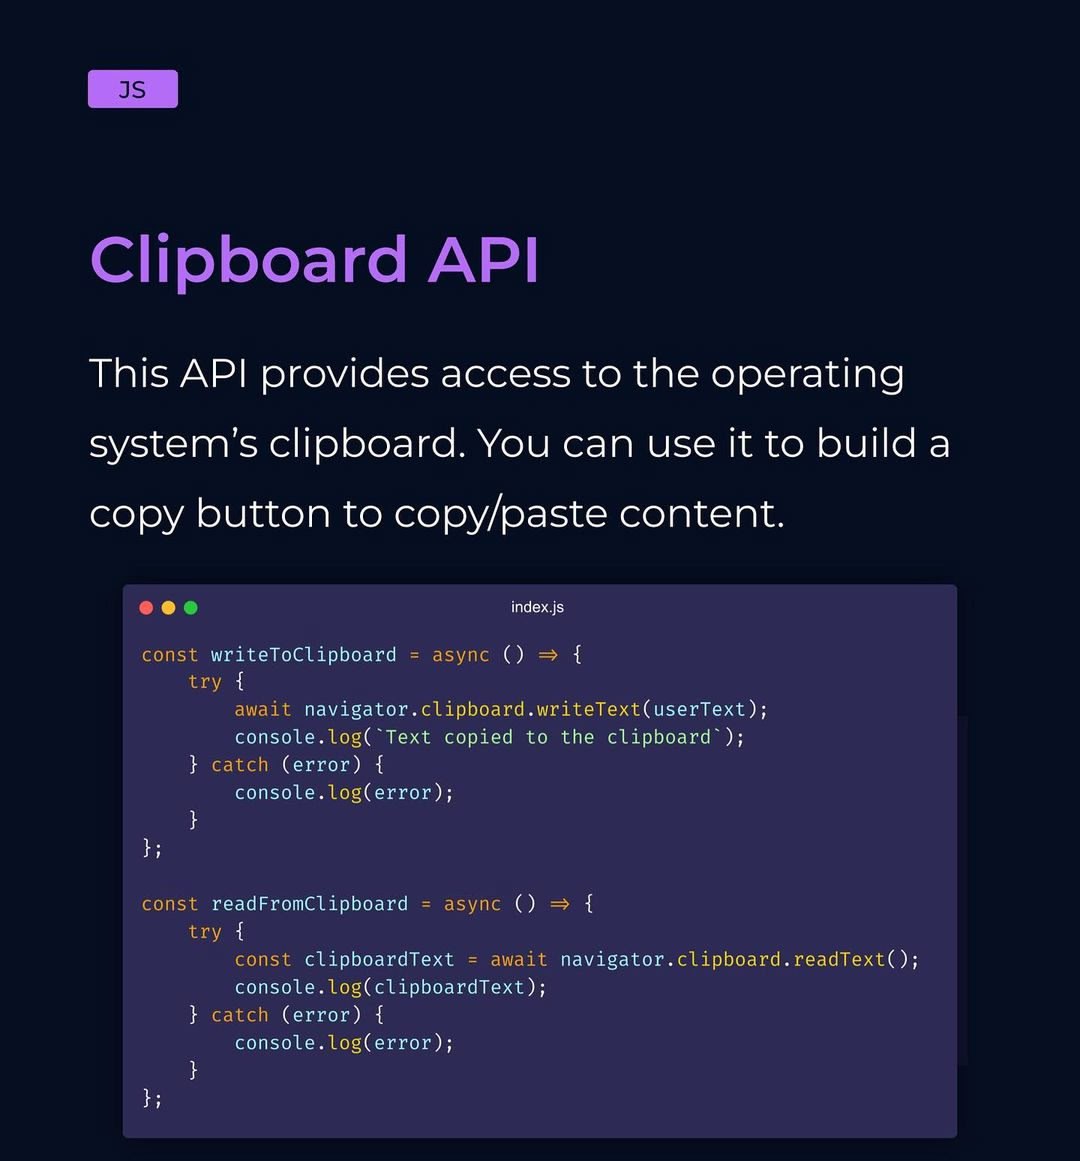 JS
Clipboard API
This API provides access to the operating
system’s clipboard. You can use it to build a
copy button to copy/paste content.
index.js
const writeToClipboard = async () => {
    try {
        await navigator.clipboard.writeText(userText);
        console.log(`Text copied to the clipboard`);
    } catch (error) {
        console.log(error);
    }
};

const readFromClipboard = async () => {
    try {
        const clipboardText = await navigator.clipboard.readText();
        console.log(clipboardText);
    } catch (error) {
        console.log(error);
    }
};